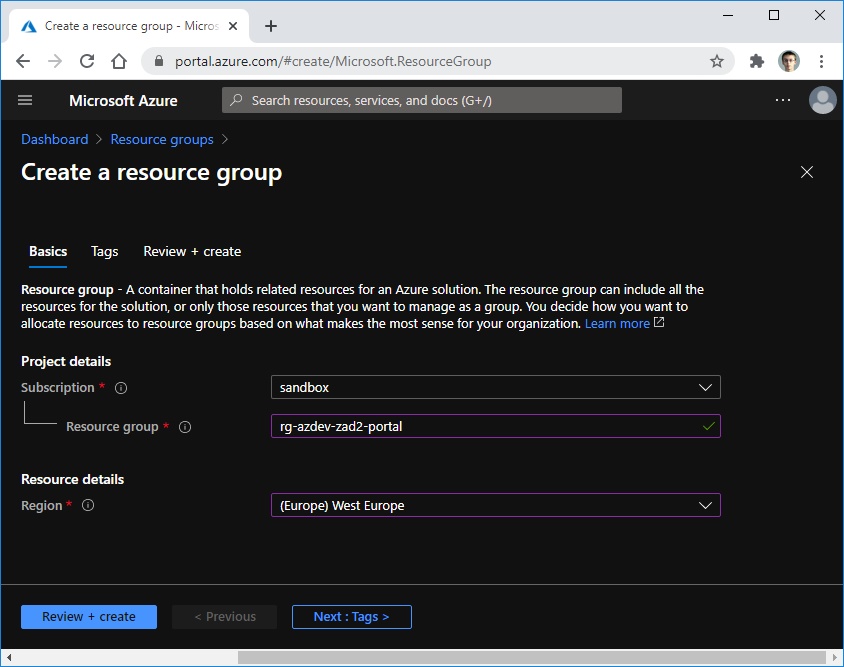 Create a resource group - Micros
portal.azure.com/#create/Microsoft.ResourceGroup
Microsoft Azure
Search resources, services, and docs (G+/)
Dashboard > Resource groups >
Create a resource group
Basics Tags Review + create
Resource group - A container that holds related resources for an Azure solution. The resource group can include all the
resources for the solution, or only those resources that you want to manage as a group. You decide how you want to
allocate resources to resource groups based on what makes the most sense for your organization. Learn more
Project details
Subscription * sandbox
Resource group * rg-azdev-zad2-portal
Resource details
Region * (Europe) West Europe
Review + create < Previous Next : Tags >